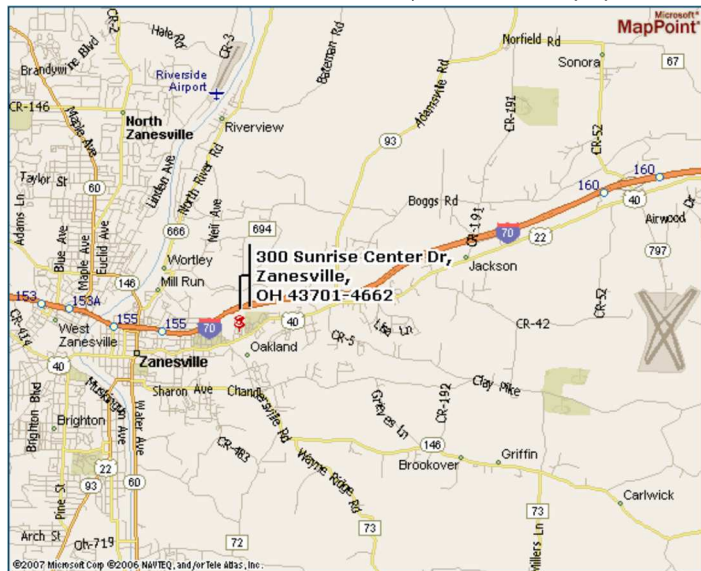 Microsoft®
MapPoint®
Brandywine Blvd
CR-2
Hale Rd
CR-3
Bateman Rd
Norfield Rd
Sonora
67
Riverside
Airport
CR-146
North
Zanesville
Riverview
Adamsville Rd
CR-191
CR-52
93
Maple Ave
Linden Ave
North River Rd
Taylor St
60
Adams Ln
Blue Ave
Maple Ave
Euclid Ave
666
Neil Ave
694
Boggs Rd
CR-191
160
160
40
70
22
Airwood Dr
797
Wortley
146
Mill Run
300 Sunrise Center Dr,
Zanesville,
OH 43701-4662
Jackson
153
153A
155
155
70
40
CR-414
West
Zanesville
Zanesville
Oakland
CR-5
Lisa Ln
CR-42
CR-52
40
Muskingum Ave
Sharon Ave
Chandersville Rd
Clay Pike
Brighton Blvd
Brighton
Water Ave
CR-483
Grieves Ln
CR-192
146
Brookover
Griffin
22
93
60
Wayne Ridge Rd
Carlwick
Pine St
73
73
Arch St
Oh-719
72
Millers Ln
©2007 Microsoft Corp ©2006 NAVTEQ, and/or Tele Atlas, Inc.